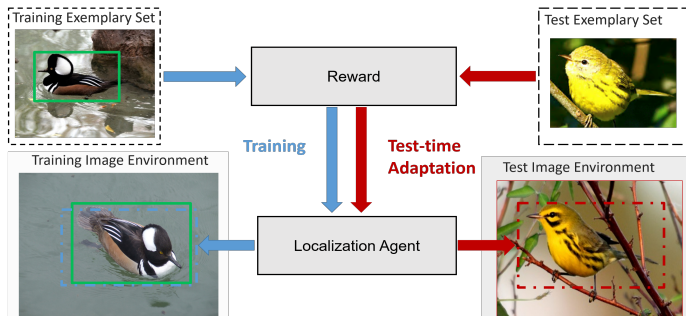 Training Exemplary Set
Test Exemplary Set
Reward
Training
Test-time
Adaptation
Training Image Environment
Test Image Environment
Localization Agent